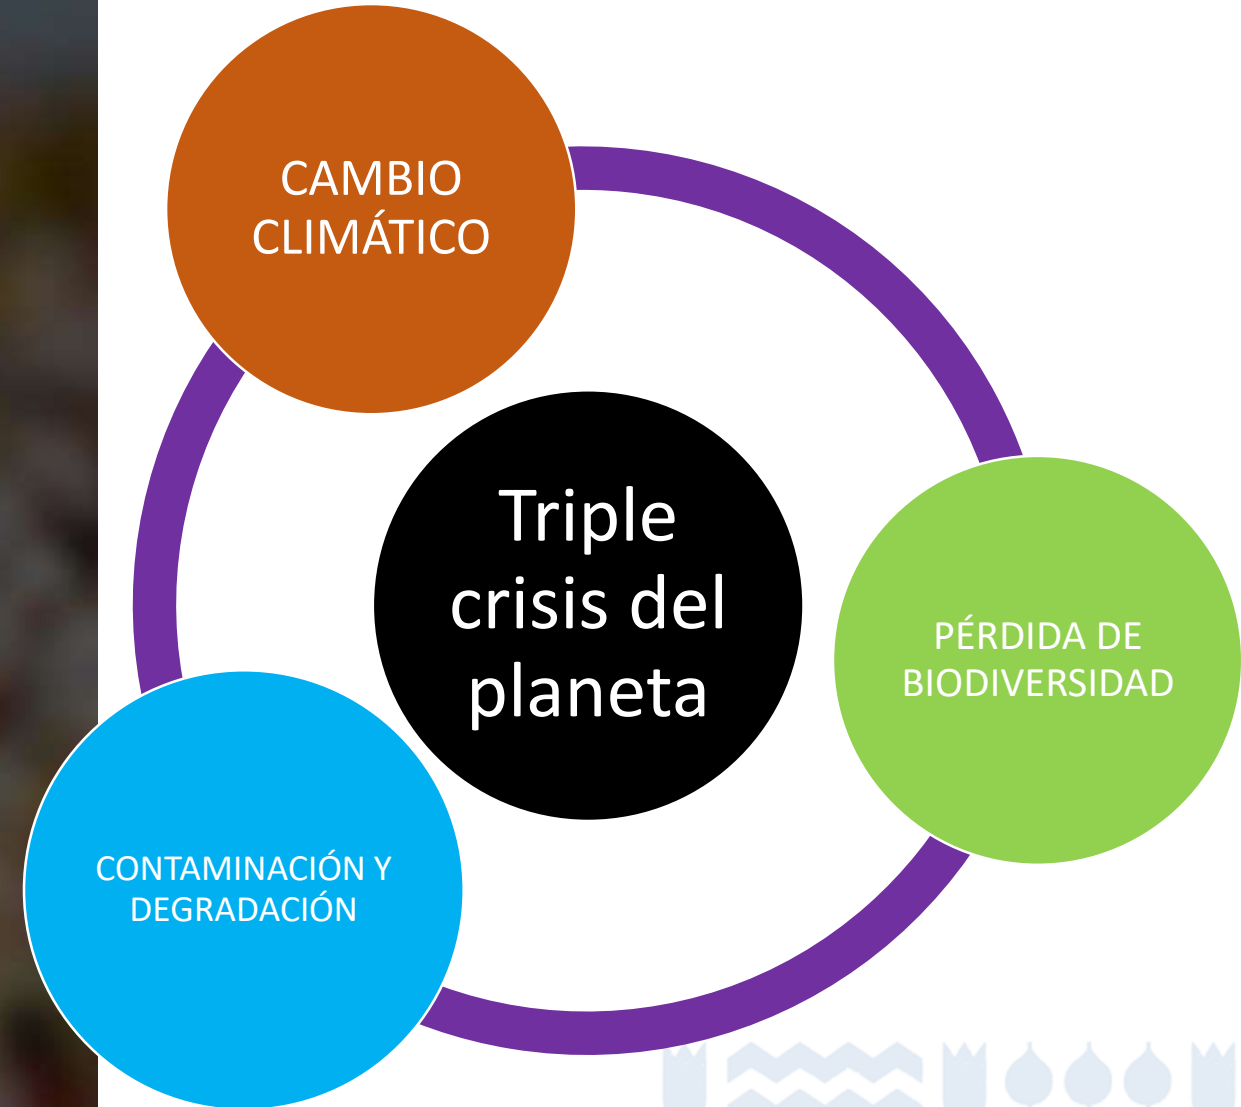 CAMBIO
CLIMÁTICO
Triple
crisis del
planeta
PÉRDIDA DE
BIODIVERSIDAD
CONTAMINACIÓN Y
DEGRADACIÓN